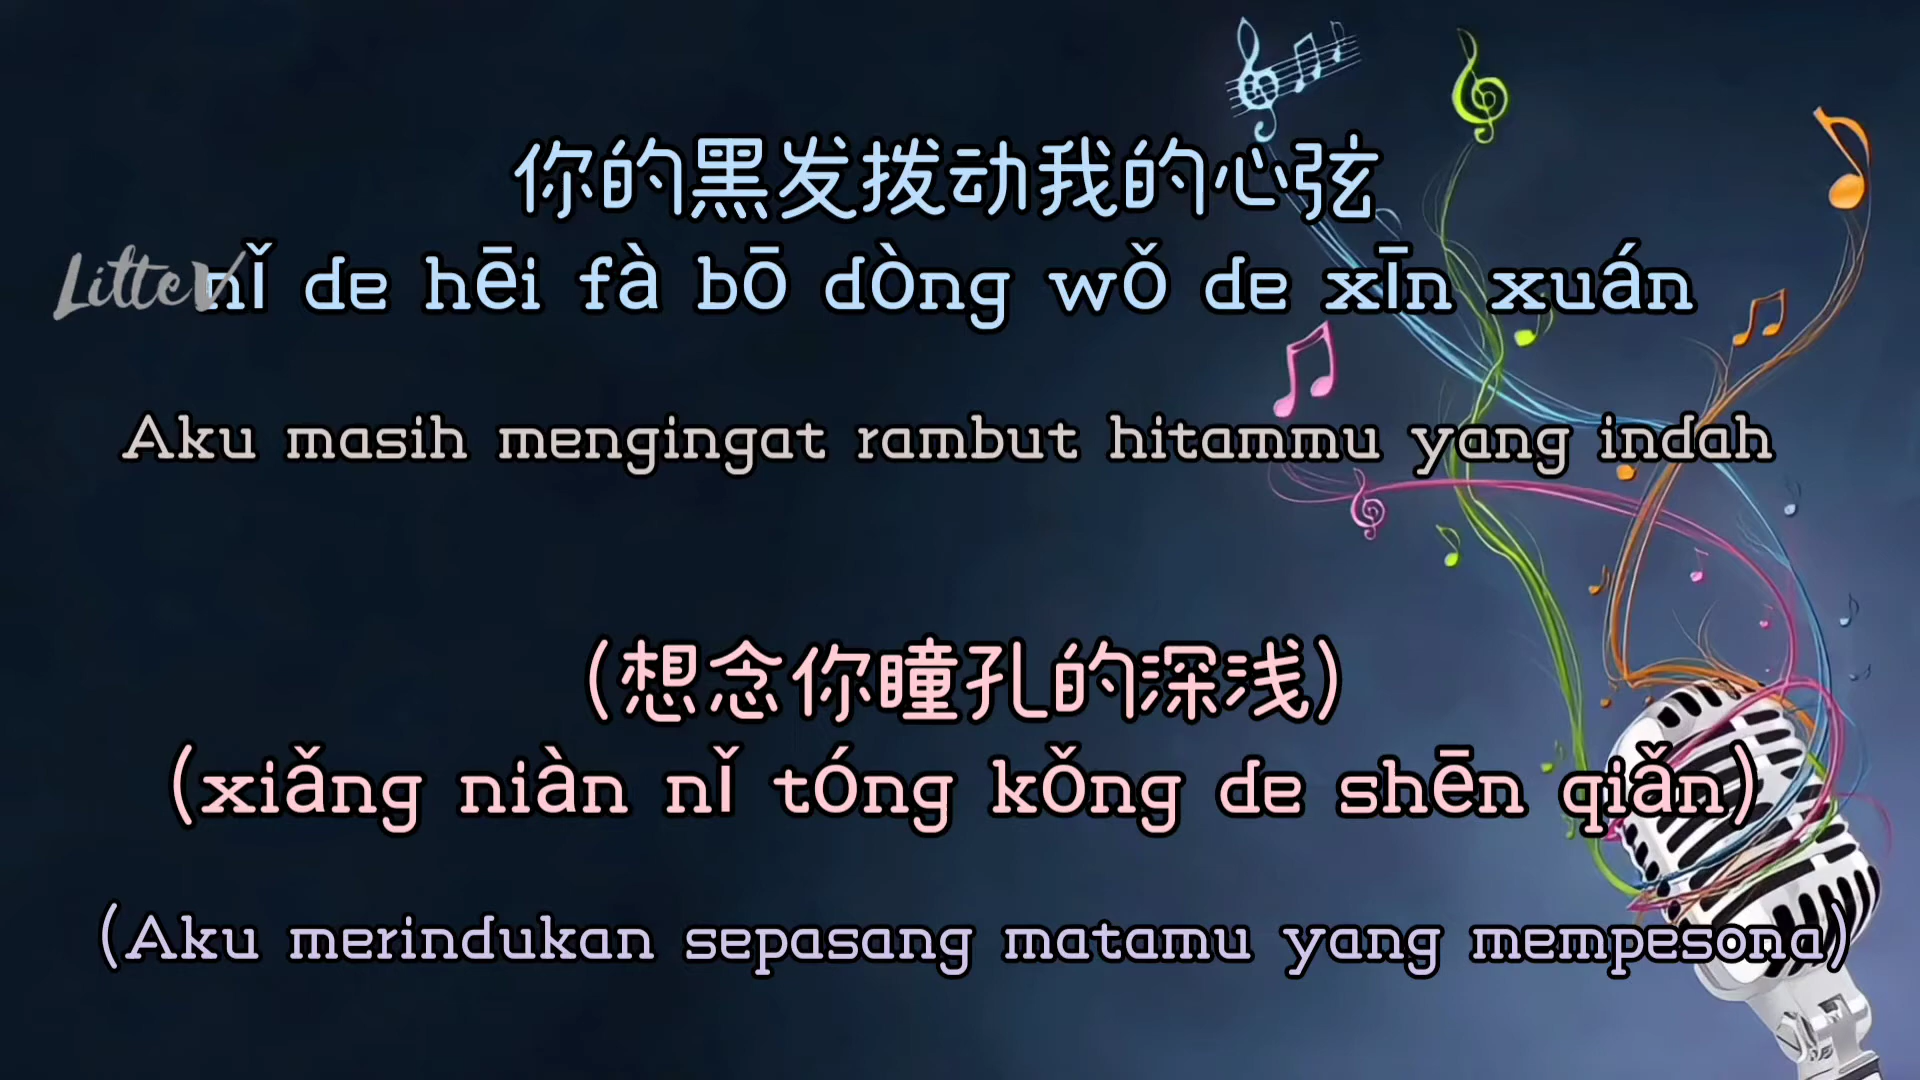 你的黑发拨动我的心弦
Litte V
nǐ de hēi fà bō dòng wǒ de xīn xuán
Aku masih mengingat rambut hitammu yang indah
(想念你瞳孔的深浅)
(xiǎng niàn nǐ tóng kǒng de shēn qiǎn)
(Aku merindukan sepasang matamu yang mempesona)